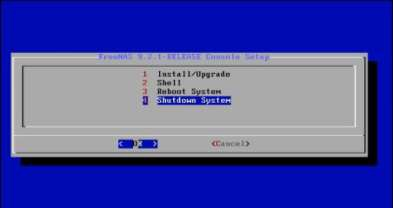 FreeNAS 9.2.1-RELEASE Console Setup
1 Install/Upgrade
2 Shell
3 Reboot System
4 Shutdown System
< OK > <Cancel>